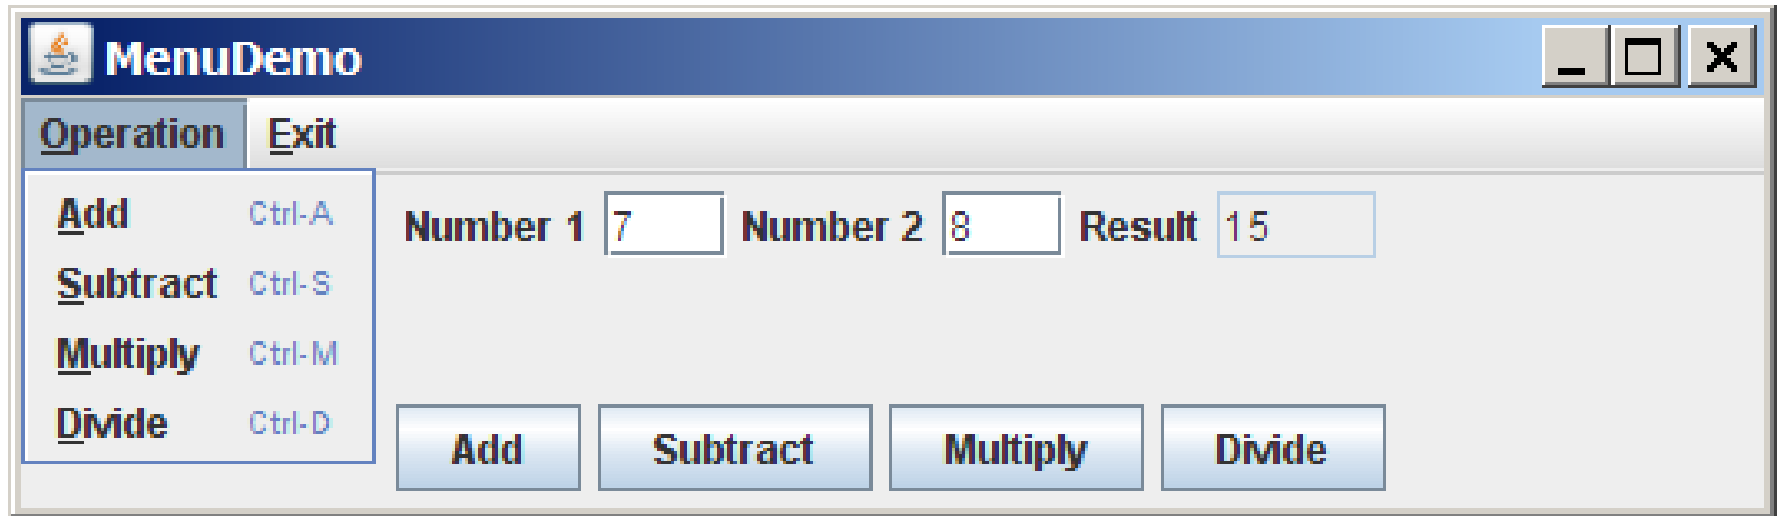 MenuDemo
Operation Exit
Add Ctrl-A
Subtract Ctrl-S
Multiply Ctrl-M
Divide Ctrl-D
Number 1 7 Number 2 8 Result 15
Add Subtract Multiply Divide